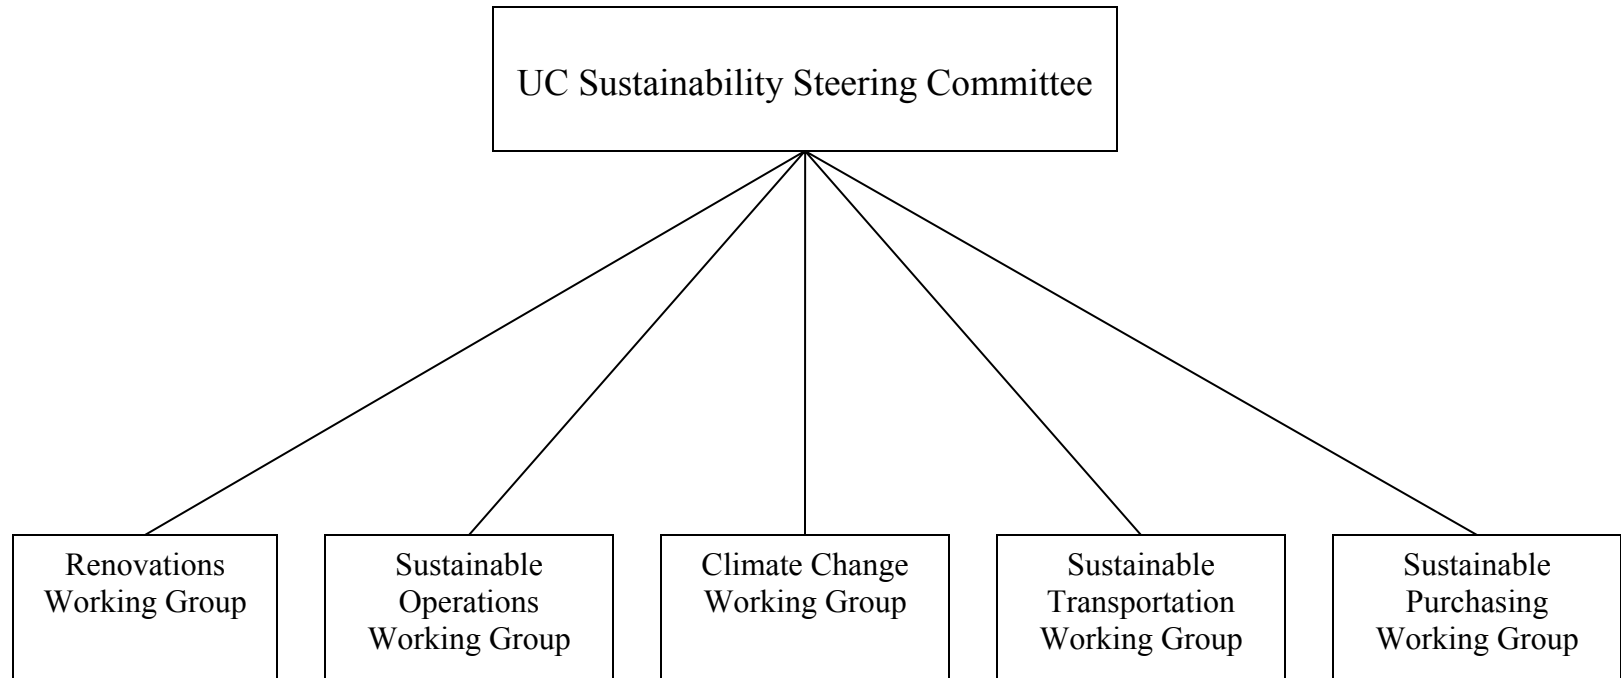 UC Sustainability Steering Committee
Renovations
Working Group
Sustainable
Operations
Working Group
Climate Change
Working Group
Sustainable
Transportation
Working Group
Sustainable
Purchasing
Working Group